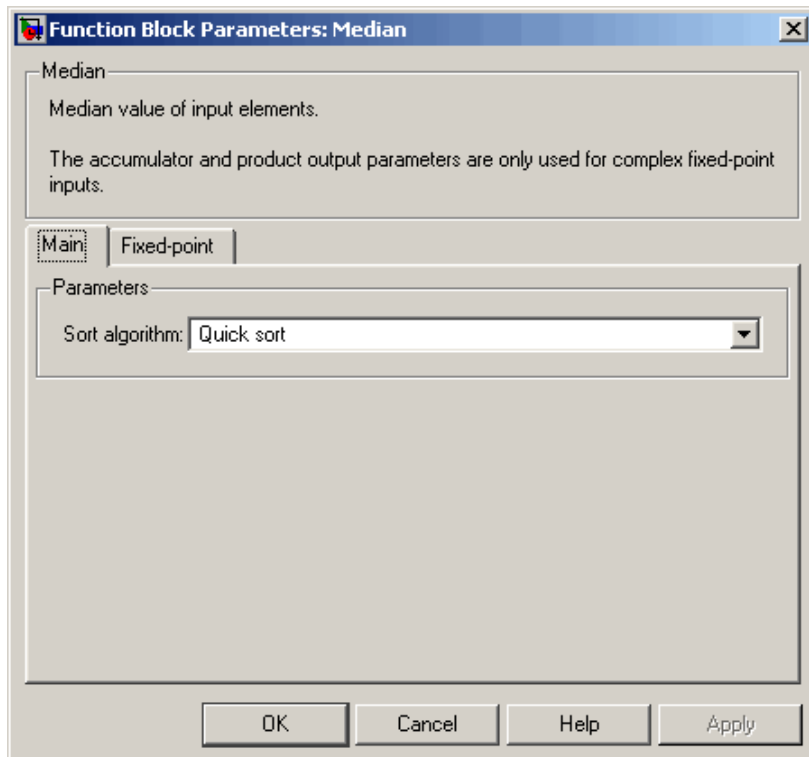 Function Block Parameters: Median
Median
Median value of input elements.
The accumulator and product output parameters are only used for complex fixed-point
inputs.
Main Fixed-point
Parameters
Sort algorithm: Quick sort
OK Cancel Help Apply